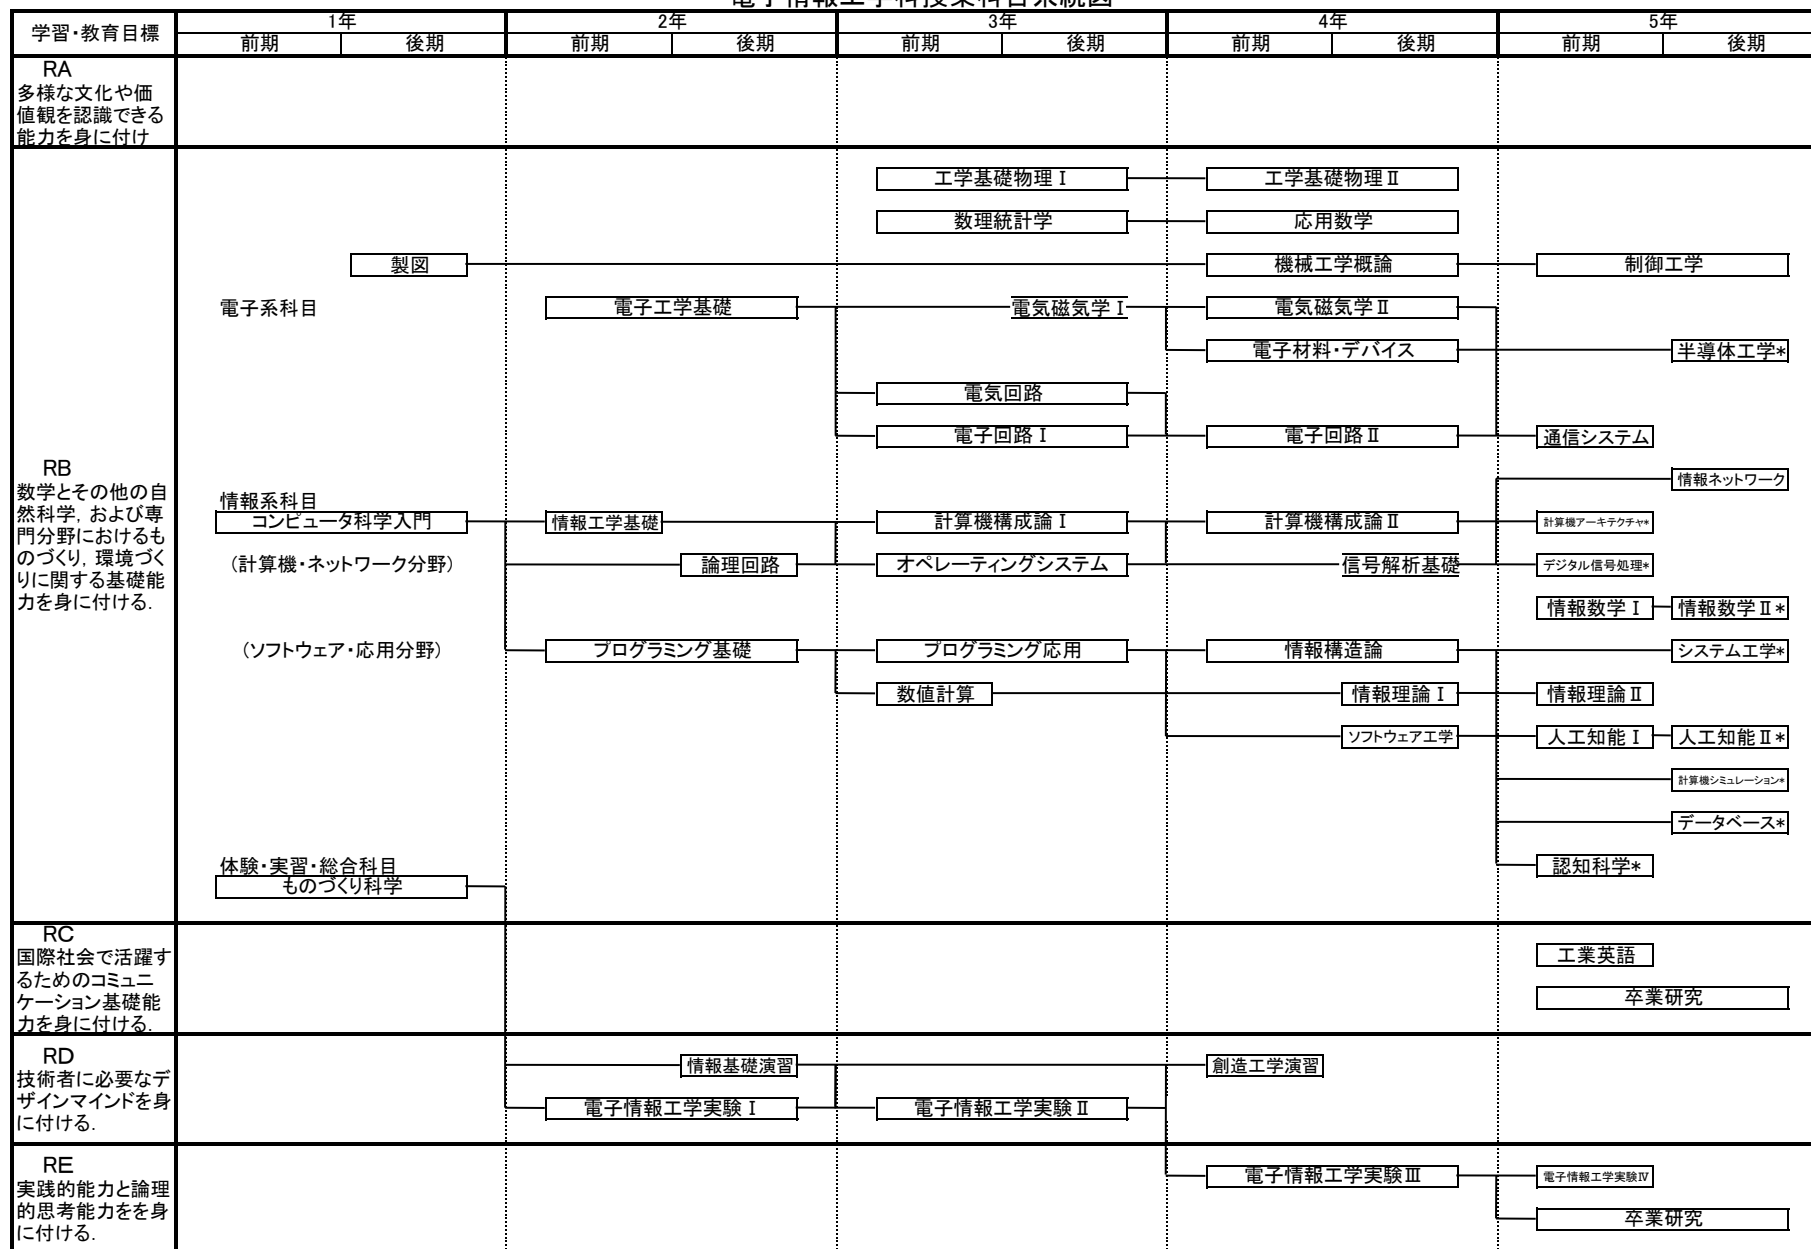 電子情報工学科授業科目系統図
学習・教育目標
1年
2年
3年
4年
5年
前期
後期
前期
後期
前期
後期
前期
後期
前期
後期
RA
多様な文化や価
値観を認識できる
能力を身に付け
工学基礎物理Ⅰ
工学基礎物理Ⅱ
数理統計学
応用数学
製図
機械工学概論
制御工学
電子系科目
電子工学基礎
電気磁気学Ⅰ
電気磁気学Ⅱ
電子材料・デバイス
半導体工学*
電気回路
電子回路Ⅰ
電子回路Ⅱ
通信システム
RB
数学とその他の自
然科学，および専
門分野におけるも
のづくり，環境づく
りに関する基礎能
力を身に付ける．
情報ネットワーク
情報系科目
コンピュータ科学入門
情報工学基礎
計算機構成論Ⅰ
計算機構成論Ⅱ
計算機アーキテクチャ*
（計算機・ネットワーク分野）
論理回路
オペレーティングシステム
信号解析基礎
デジタル信号処理*
情報数学Ⅰ
情報数学Ⅱ*
（ソフトウェア・応用分野）
プログラミング基礎
プログラミング応用
情報構造論
システム工学*
数値計算
情報理論Ⅰ
情報理論Ⅱ
ソフトウェア工学
人工知能Ⅰ
人工知能Ⅱ*
計算機シミュレーション*
データベース*
体験・実習・総合科目
認知科学*
ものづくり科学
RC
国際社会で活躍す
るためのコミュニ
ケーション基礎能
力を身に付ける．
工業英語
卒業研究
RD
技術者に必要なデ
ザインマインドを身
に付ける．
情報基礎演習
創造工学演習
電子情報工学実験Ⅰ
電子情報工学実験Ⅱ
RE
実践的能力と論理
的思考能力をを身
に付ける．
電子情報工学実験Ⅲ
電子情報工学実験Ⅳ
卒業研究